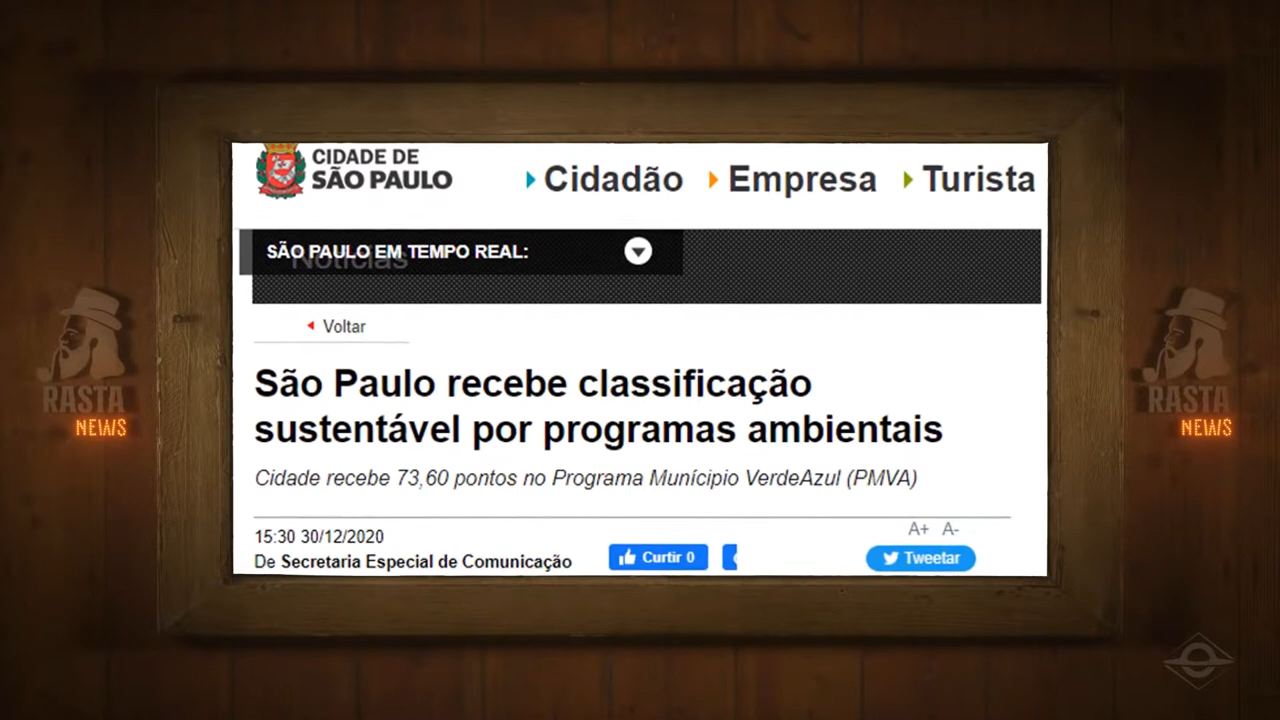 CIDADE DE
SÃO PAULO
Cidadão
Empresa
Turista
SÃO PAULO EM TEMPO REAL:
Notícias
Voltar
São Paulo recebe classificação
sustentável por programas ambientais
Cidade recebe 73,60 pontos no Programa Munícipio VerdeAzul (PMVA)
15:30 30/12/2020
A+ A-
De Secretaria Especial de Comunicação
Curtir 0
Tweetar
RASTA
NEWS
RASTA
NEWS